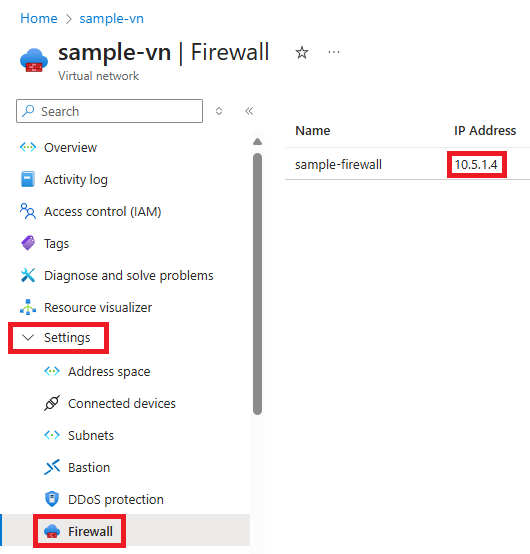 Home > sample-vn >
sample-vn | Firewall ☆ ...
Virtual network
Search
Overview
Activity log
Access control (IAM)
Tags
Diagnose and solve problems
Resource visualizer
Settings
Address space
Connected devices
Subnets
Bastion
DDoS protection
Firewall
Name IP Address
sample-firewall 10.5.1.4